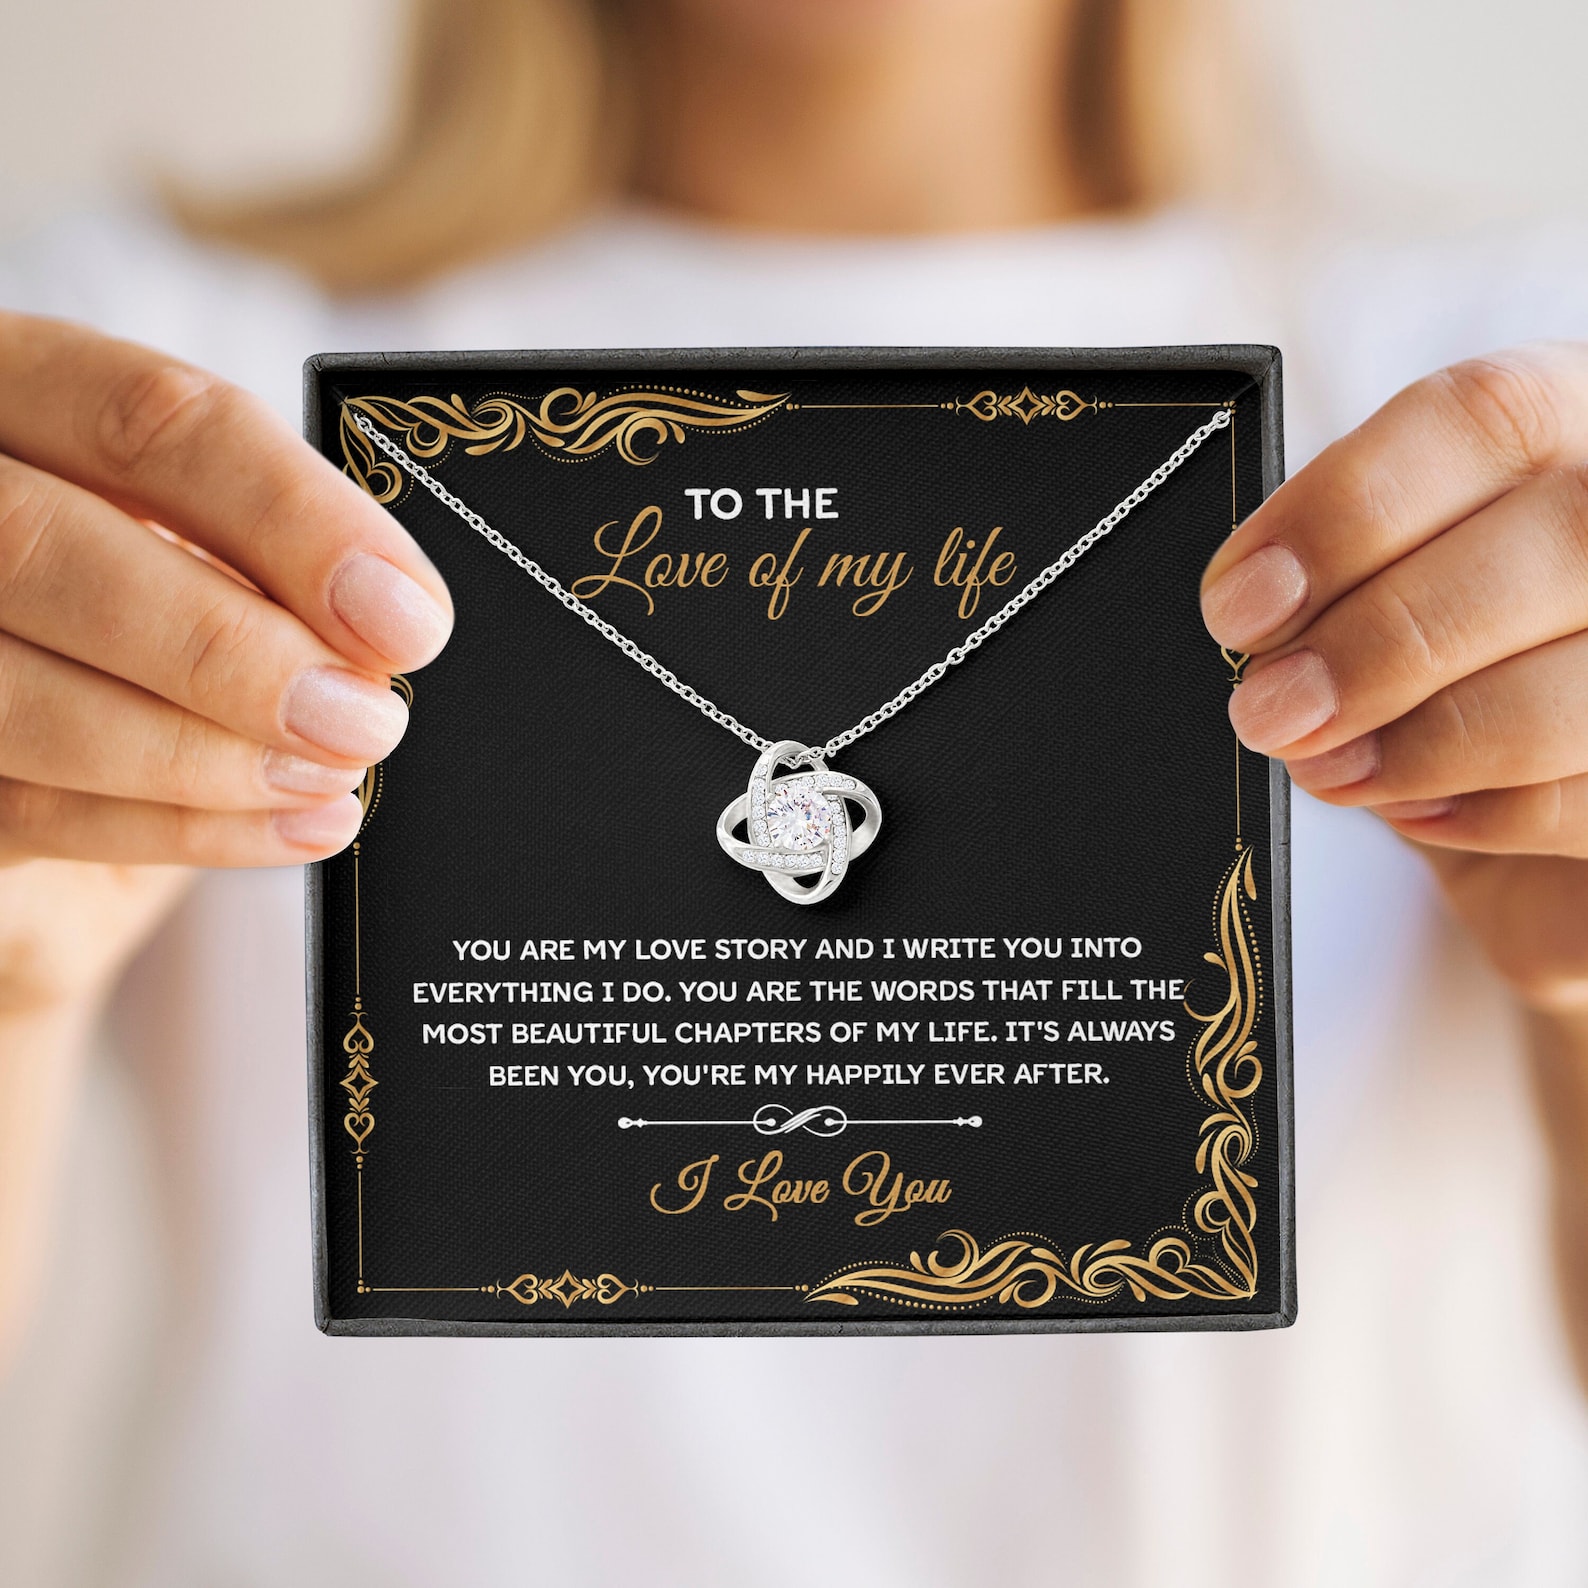 TO THE
Love of my life
YOU ARE MY LOVE STORY AND I WRITE YOU INTO
EVERYTHING I DO. YOU ARE THE WORDS THAT FILL THE
MOST BEAUTIFUL CHAPTERS OF MY LIFE. IT'S ALWAYS
BEEN YOU, YOU'RE MY HAPPILY EVER AFTER.
I Love You